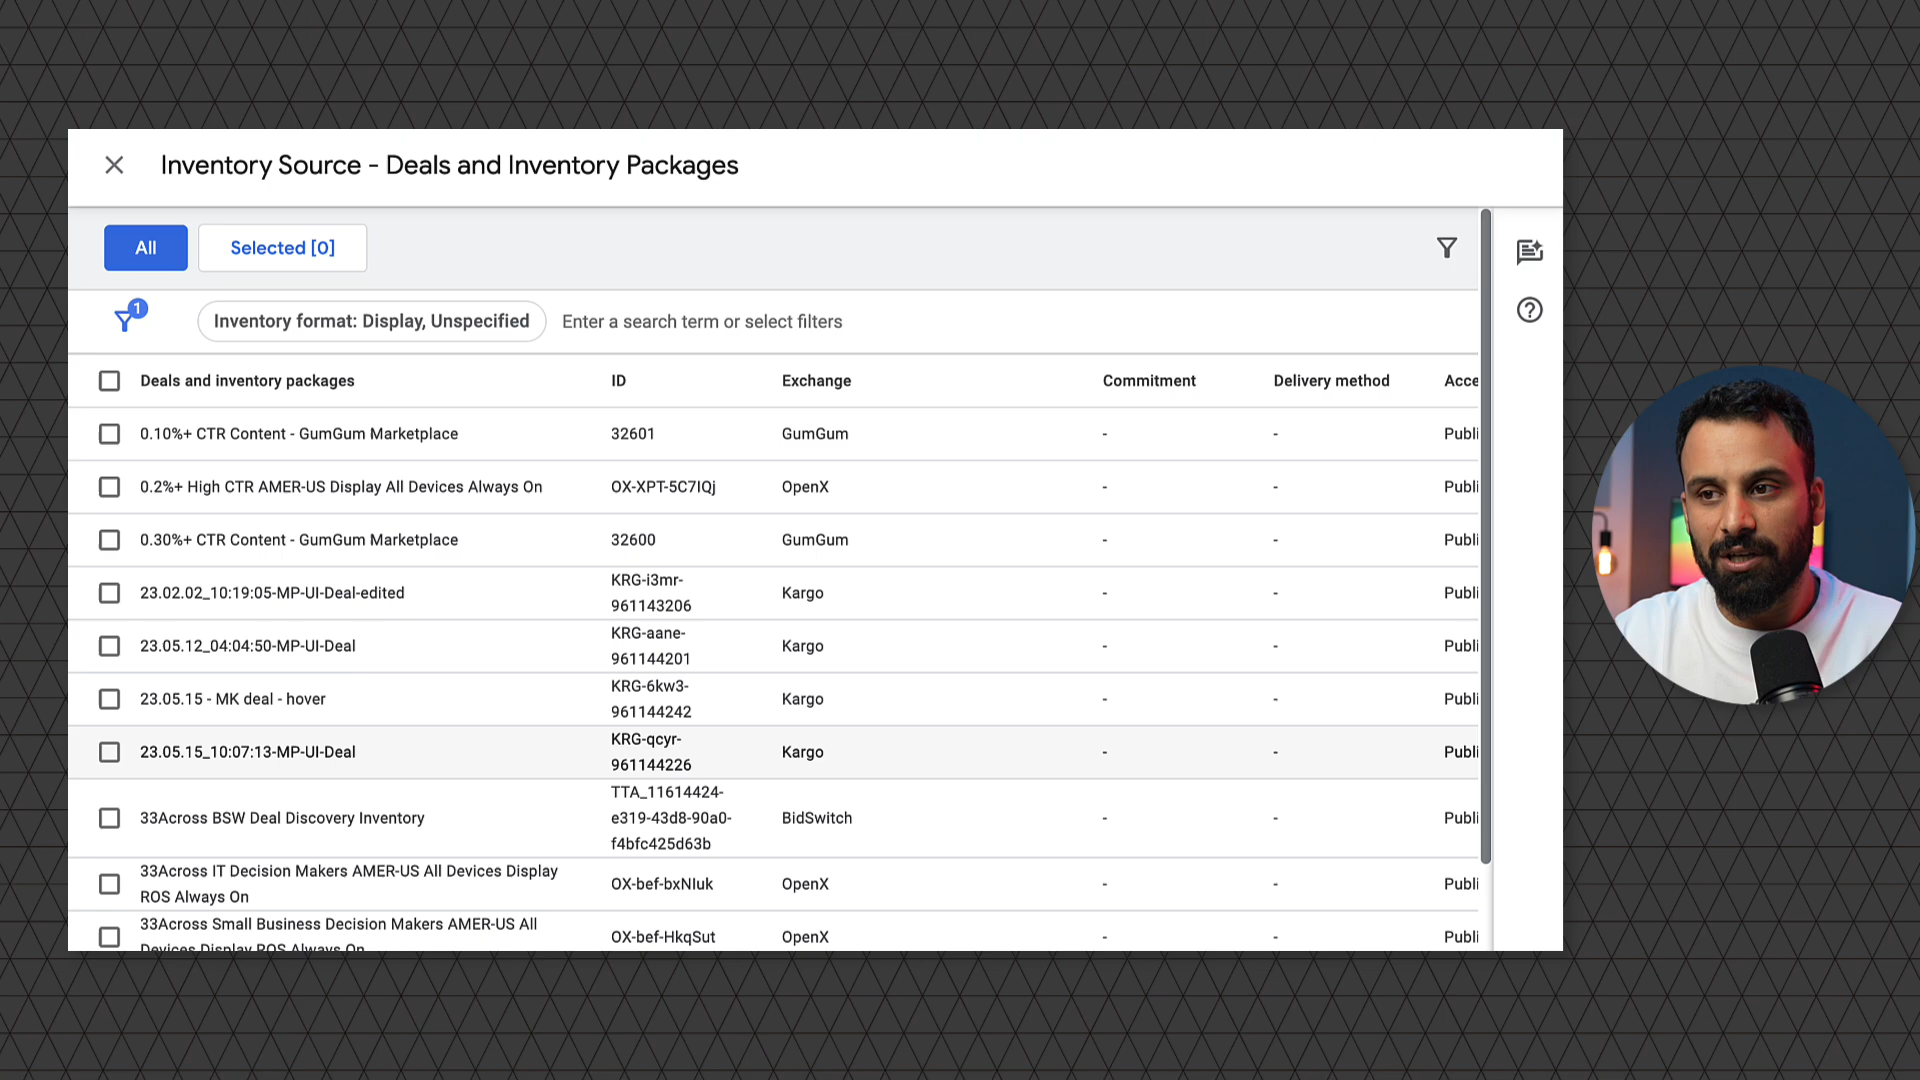 Inventory Source - Deals and Inventory Packages
All
Selected [0]
1
Inventory format: Display, Unspecified
Enter a search term or select filters
Deals and inventory packages ID Exchange Commitment Delivery method Acce
0.10%+ CTR Content - GumGum Marketplace 32601 GumGum - - Publi
0.2%+ High CTR AMER-US Display All Devices Always On OX-XPT-5C7IQj OpenX - - Publi
0.30%+ CTR Content - GumGum Marketplace 32600 GumGum - - Publi
23.02.02_10:19:05-MP-UI-Deal-edited KRG-i3mr-
961143206 Kargo - - Publi
23.05.12_04:04:50-MP-UI-Deal KRG-aane-
961144201 Kargo - - Publi
23.05.15 - MK deal - hover KRG-6kw3-
961144242 Kargo - - Publi
23.05.15_10:07:13-MP-UI-Deal KRG-qcyr-
961144226 Kargo - - Publi
33Across BSW Deal Discovery Inventory TTA_11614424-
e319-43d8-90a0-
f4bfc425d63b BidSwitch - - Publi
33Across IT Decision Makers AMER-US All Devices Display
ROS Always On OX-bef-bxNIuk OpenX - - Publi
33Across Small Business Decision Makers AMER-US All
Devices Display ROS Always On OX-bef-HkqSut OpenX - - Publi